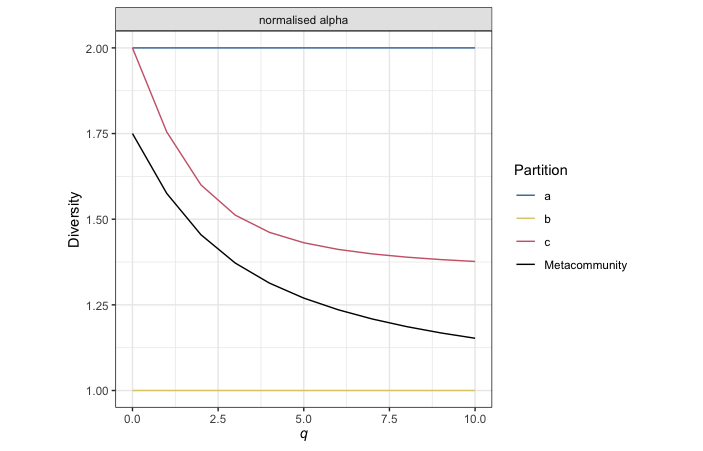 normalised alpha
Diversity
2.00
1.75
1.50
1.25
1.00
0.0 2.5 5.0 7.5 10.0
q
Partition
a
b
c
Metacommunity